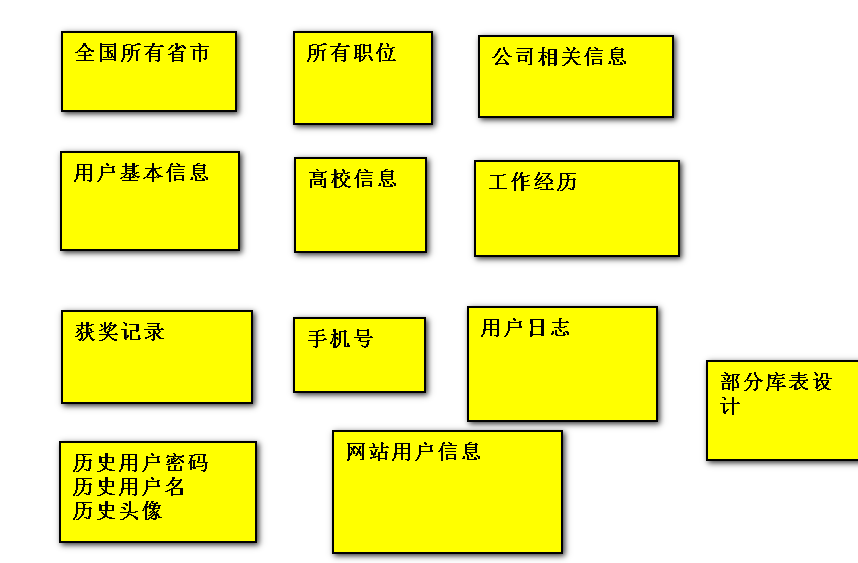 全国所有省市
所有职位
公司相关信息
用户基本信息
高校信息
工作经历
获奖记录
手机号
用户日志
部分库表设
计
历史用户密码
历史用户名
历史头像
网站用户信息